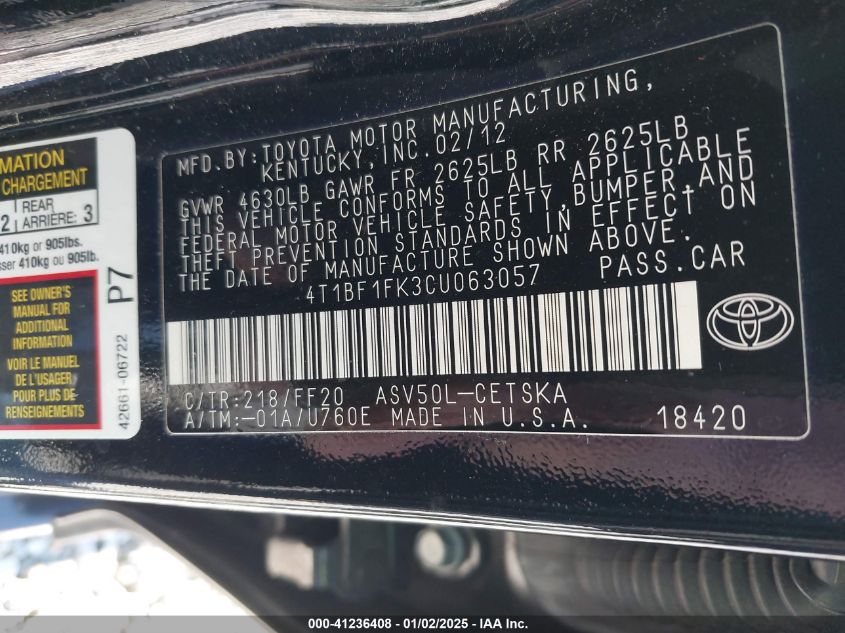 MFD.BY: TOYOTA MOTOR MANUFACTURING,
KENTUCKY, INC. 02/12
GVWR 4630LB GAWR FR 2625LB RR 2625LB
THIS VEHICLE CONFORMS TO ALL APPLICABLE
FEDERAL MOTOR VEHICLE SAFETY,BUMPER,AND
THEFT PREVENTION STANDARDS IN EFFECT ON
THE DATE OF MANUFACTURE SHOWN ABOVE.
4T1BF1FK3CU063057 PASS.CAR
C/TR:218/FF20 ASV50L-CETSKA
A/TM:-01A/U760E MADE IN U.S.A. 18420
MATION
CHARGEMENT
2 REAR
ARRIERE: 3
410kg or 905lbs.
sser 410kg ou 905lb.
SEE OWNER'S
MANUAL FOR
ADDITIONAL
INFORMATION
VOIR LE MANUEL
DE L'USAGER
POUR PLUS DE
RENSEIGNEMENTS
P7
42661-06722
000-41236408 - 01/02/2025 - IAA Inc.